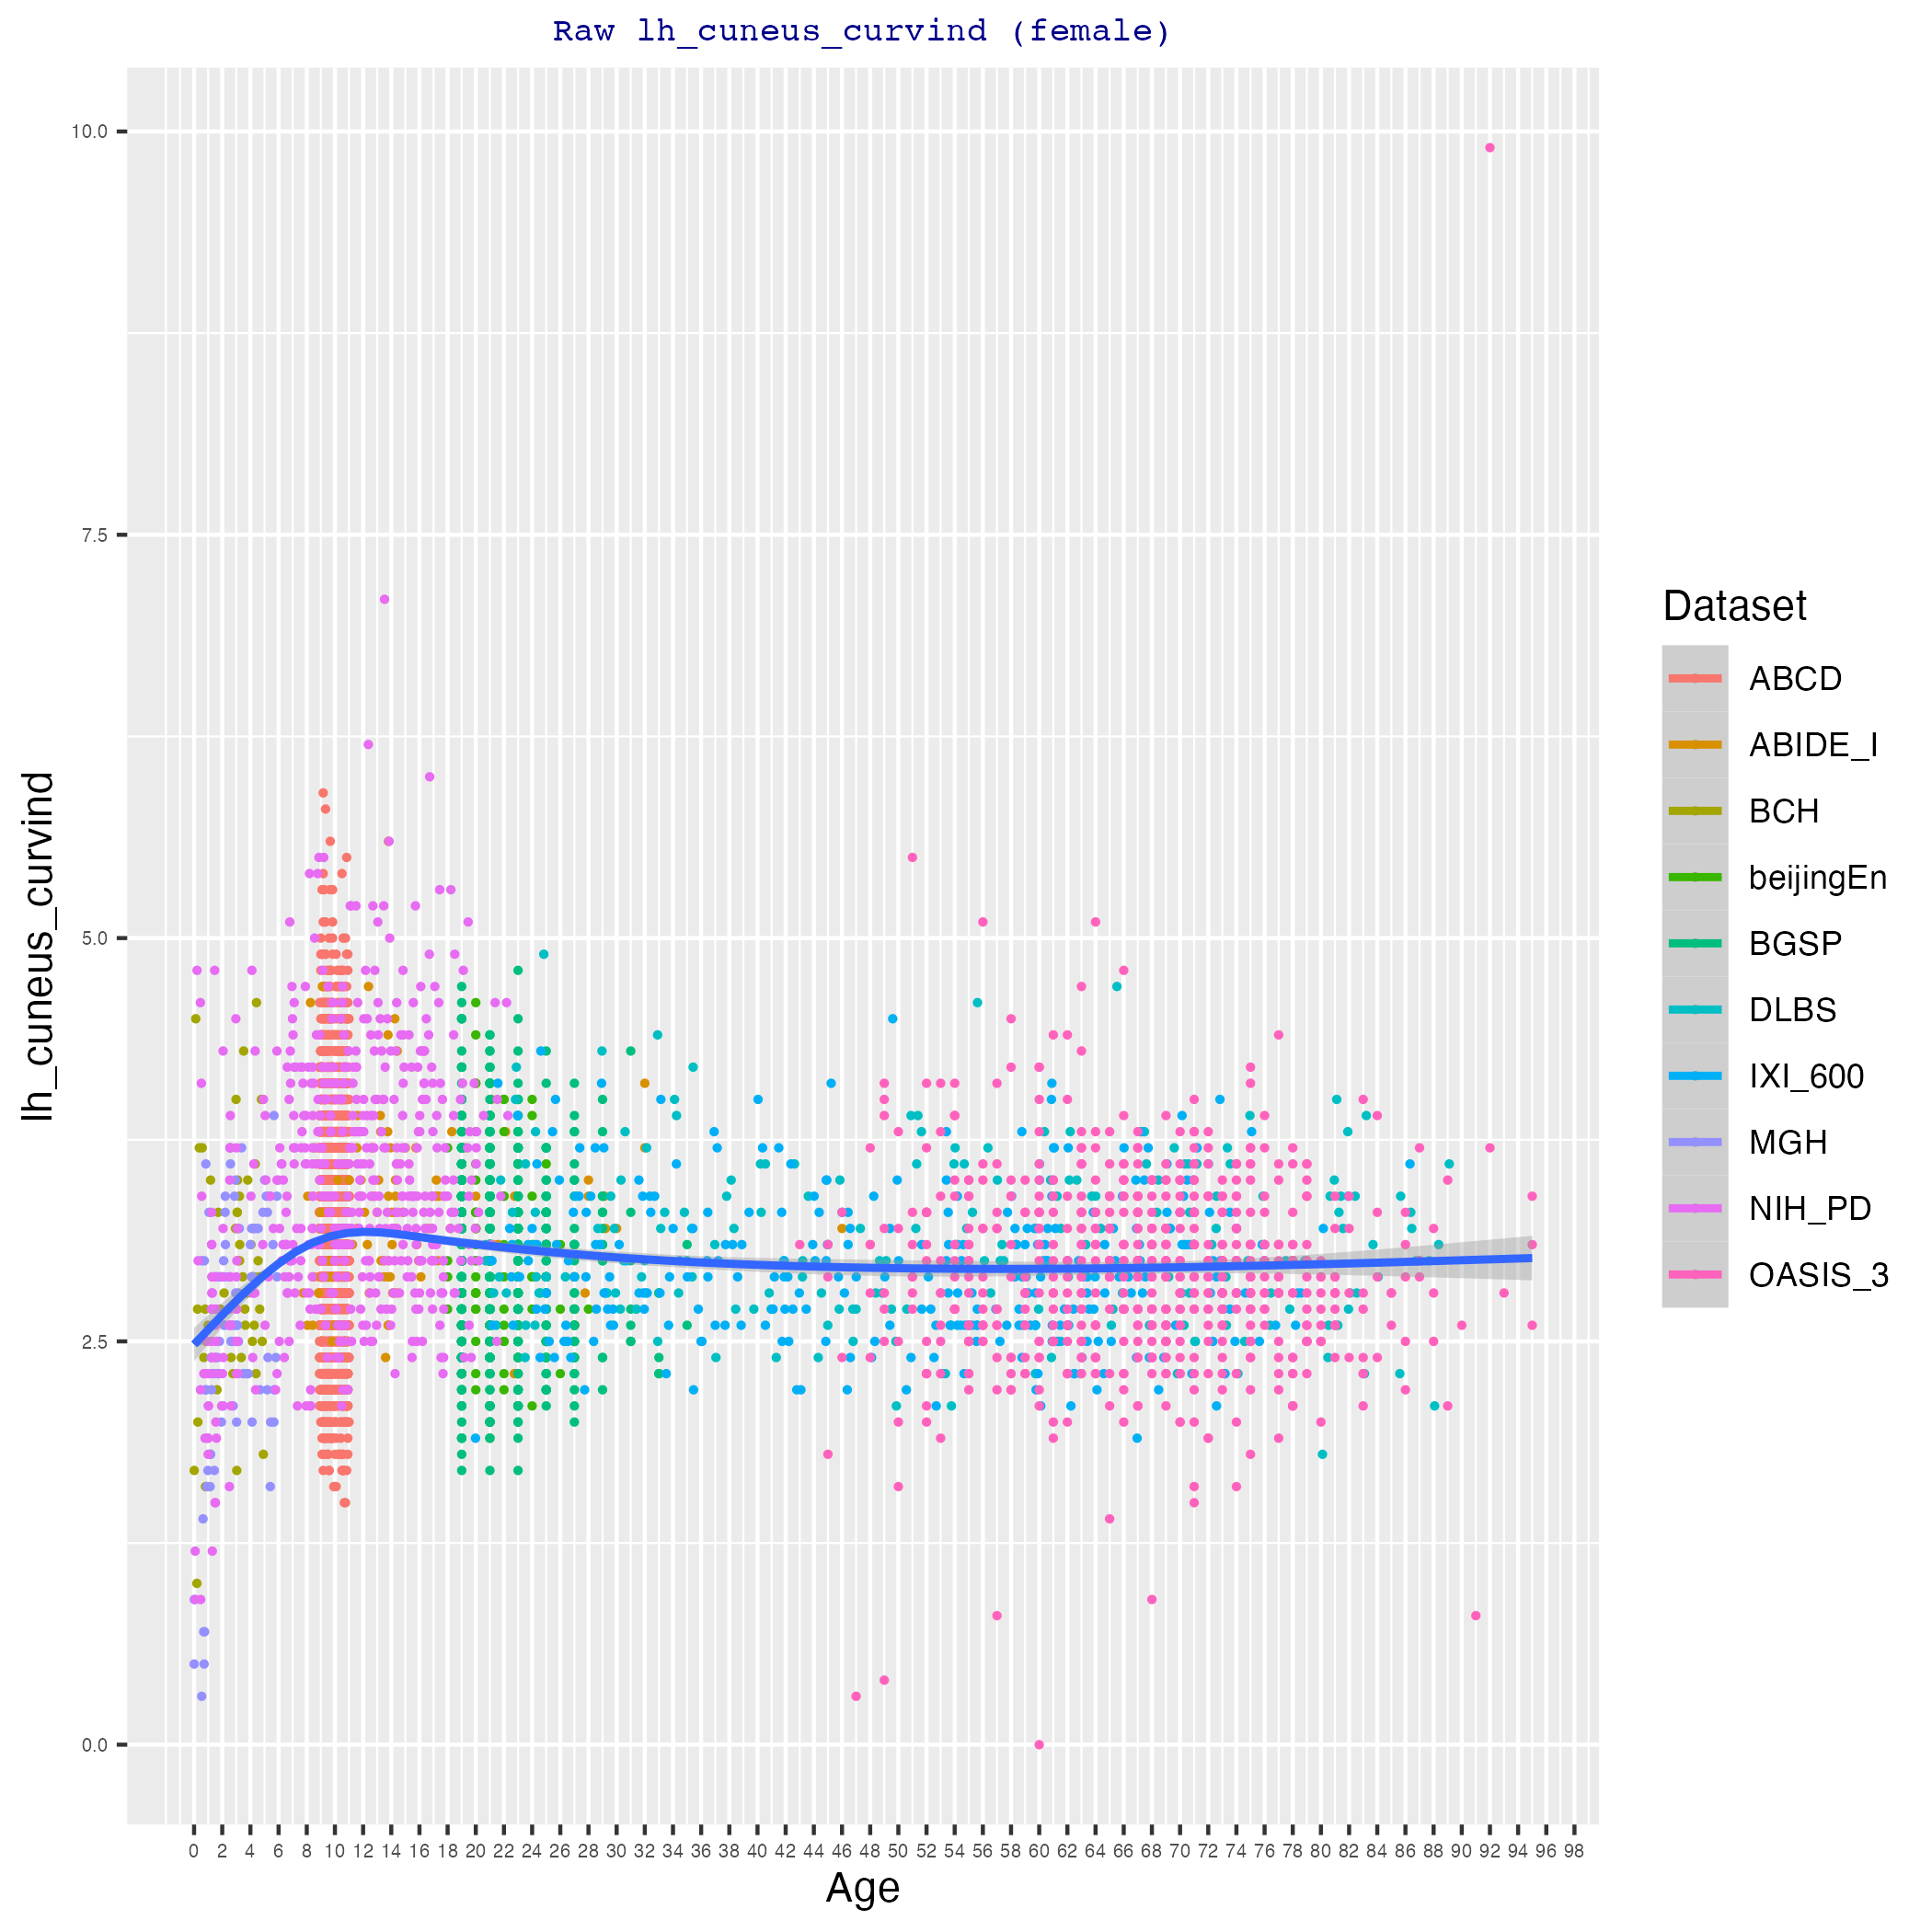 Raw lh_cuneus_curvind (female)
10.0
7.5
5.0
2.5
0.0
lh_cuneus_curvind
0 2 4 6 8 10 12 14 16 18 20 22 24 26 28 30 32 34 36 38 40 42 44 46 48 50 52 54 56 58 60 62 64 66 68 70 72 74 76 78 80 82 84 86 88 90 92 94 96 98
Age
Dataset
ABCD
ABIDE_I
BCH
beijingEn
BGSP
DLBS
IXI_600
MGH
NIH_PD
OASIS_3